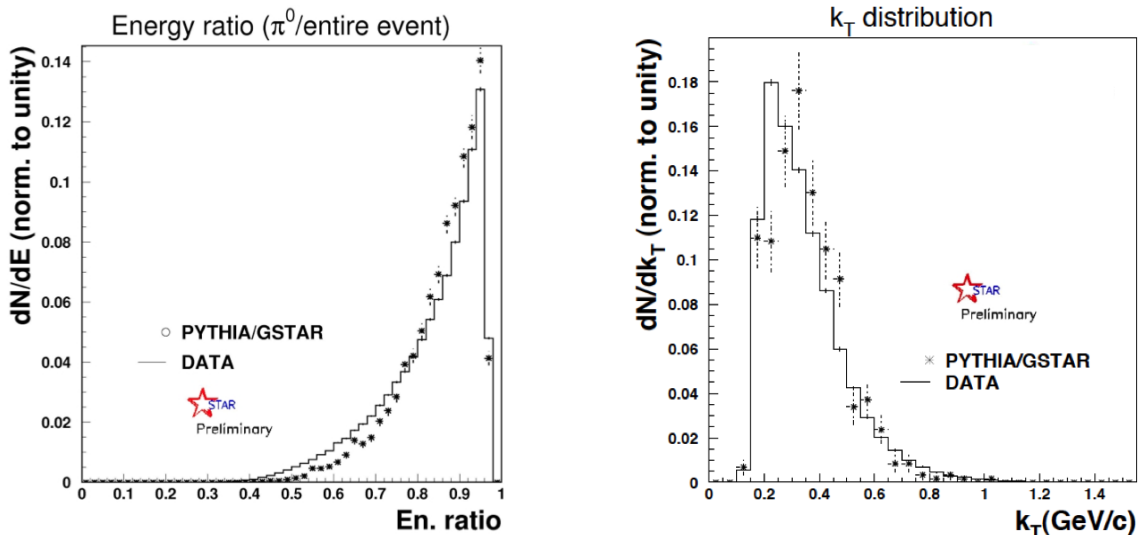 Energy ratio (π⁰/entire event)
dN/dE (norm. to unity)
0.14
0.12
0.1
0.08
0.06
0.04
0.02
0
PYTHIA/GSTAR
DATA
STAR
Preliminary
0 0.1 0.2 0.3 0.4 0.5 0.6 0.7 0.8 0.9 1
En. ratio
k_T distribution
dN/dk_T (norm. to unity)
0.18
0.16
0.14
0.12
0.1
0.08
0.06
0.04
0.02
0
STAR
Preliminary
PYTHIA/GSTAR
DATA
0 0.2 0.4 0.6 0.8 1 1.2 1.4
k_T(GeV/c)